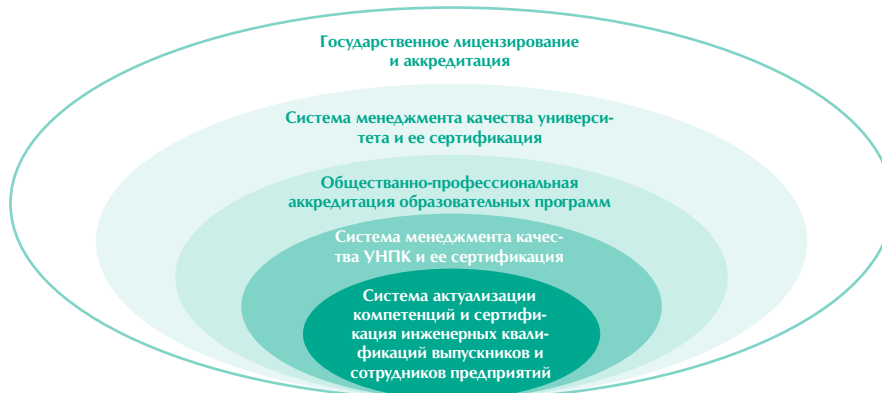 Государственное лицензирование
и аккредитация
Система менеджмента качества универси-
тета и ее сертификация
Общественно-профессиональная
аккредитация образовательных программ
Система менеджмента качес-
тва УНПК и ее сертификация
Система актуализации
компетенций и сертифи-
кация инженерных квали-
фикаций выпускников и
сотрудников предприятий